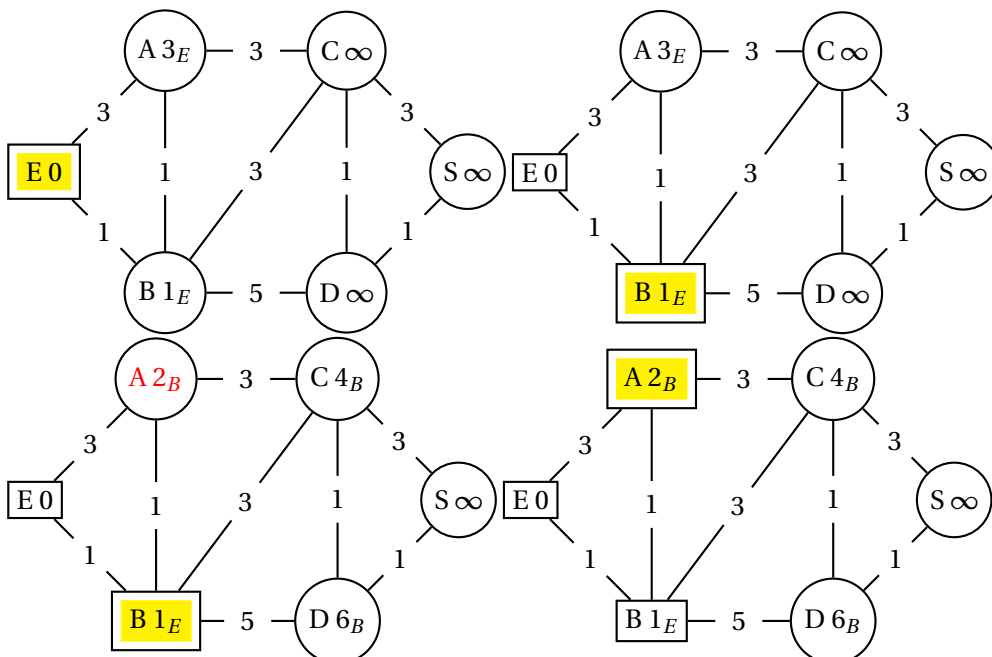 A 3E 3 C ∞ A 3E 3 C ∞
3 3 3 3
E 0 1 3 1 S ∞ E 0 1 3 1 S ∞
1 1 1 1
B 1E 5 D ∞ B 1E 5 D ∞
A 2B 3 C 4B A 2B 3 C 4B
3 3 3 3
E 0 1 3 1 S ∞ E 0 1 3 1 S ∞
1 1 1 1
B 1E 5 D 6B B 1E 5 D 6B